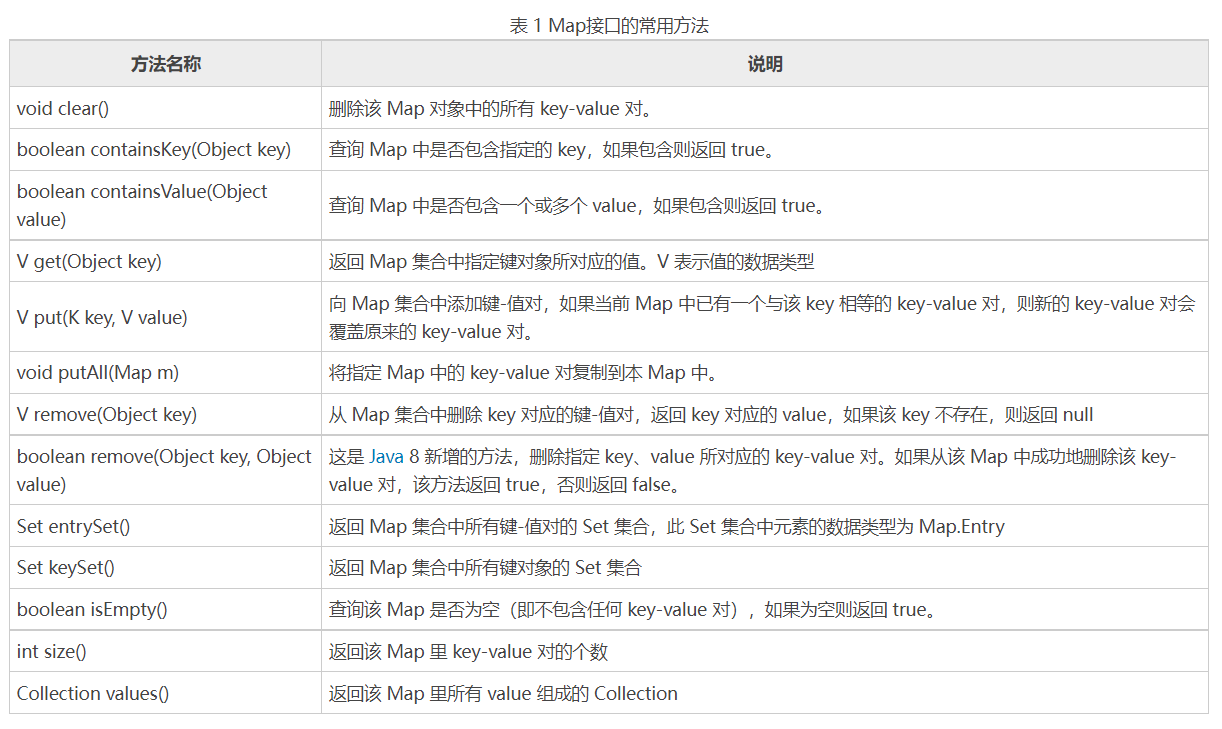 表 1 Map接口的常用方法
方法名称 说明
void clear() 删除该 Map 对象中的所有 key-value 对。
boolean containsKey(Object key) 查询 Map 中是否包含指定的 key，如果包含则返回 true。
boolean containsValue(Object
value)
查询 Map 中是否包含一个或多个 value，如果包含则返回 true。
V get(Object key) 返回 Map 集合中指定键对象所对应的值。V 表示值的数据类型
V put(K key, V value)
向 Map 集合中添加键-值对，如果当前 Map 中已有一个与该 key 相等的 key-value 对，则新的 key-value 对会
覆盖原来的 key-value 对。
void putAll(Map m) 将指定 Map 中的 key-value 对复制到本 Map 中。
V remove(Object key) 从 Map 集合中删除 key 对应的键-值对，返回 key 对应的 value，如果该 key 不存在，则返回 null
boolean remove(Object key, Object
value)
这是 Java 8 新增的方法，删除指定 key、value 所对应的 key-value 对。如果从该 Map 中成功地删除该 key-
value 对，该方法返回 true，否则返回 false。
Set entrySet() 返回 Map 集合中所有键-值对的 Set 集合，此 Set 集合中元素的数据类型为 Map.Entry
Set keySet() 返回 Map 集合中所有键对象的 Set 集合
boolean isEmpty() 查询该 Map 是否为空（即不包含任何 key-value 对），如果为空则返回 true。
int size() 返回该 Map 里 key-value 对的个数
Collection values() 返回该 Map 里所有 value 组成的 Collection